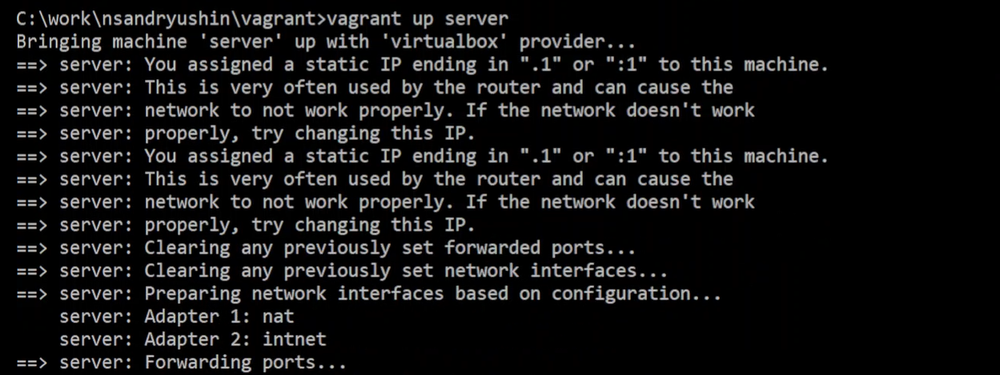 C:\work\nsandryushin\vagrant>vagrant up server
Bringing machine 'server' up with 'virtualbox' provider...
==> server: You assigned a static IP ending in ".1" or ":1" to this machine.
==> server: This is very often used by the router and can cause the
==> server: network to not work properly. If the network doesn't work
==> server: properly, try changing this IP.
==> server: You assigned a static IP ending in ".1" or ":1" to this machine.
==> server: This is very often used by the router and can cause the
==> server: network to not work properly. If the network doesn't work
==> server: properly, try changing this IP.
==> server: Clearing any previously set forwarded ports...
==> server: Clearing any previously set network interfaces...
==> server: Preparing network interfaces based on configuration...
    server: Adapter 1: nat
    server: Adapter 2: intnet
==> server: Forwarding ports...